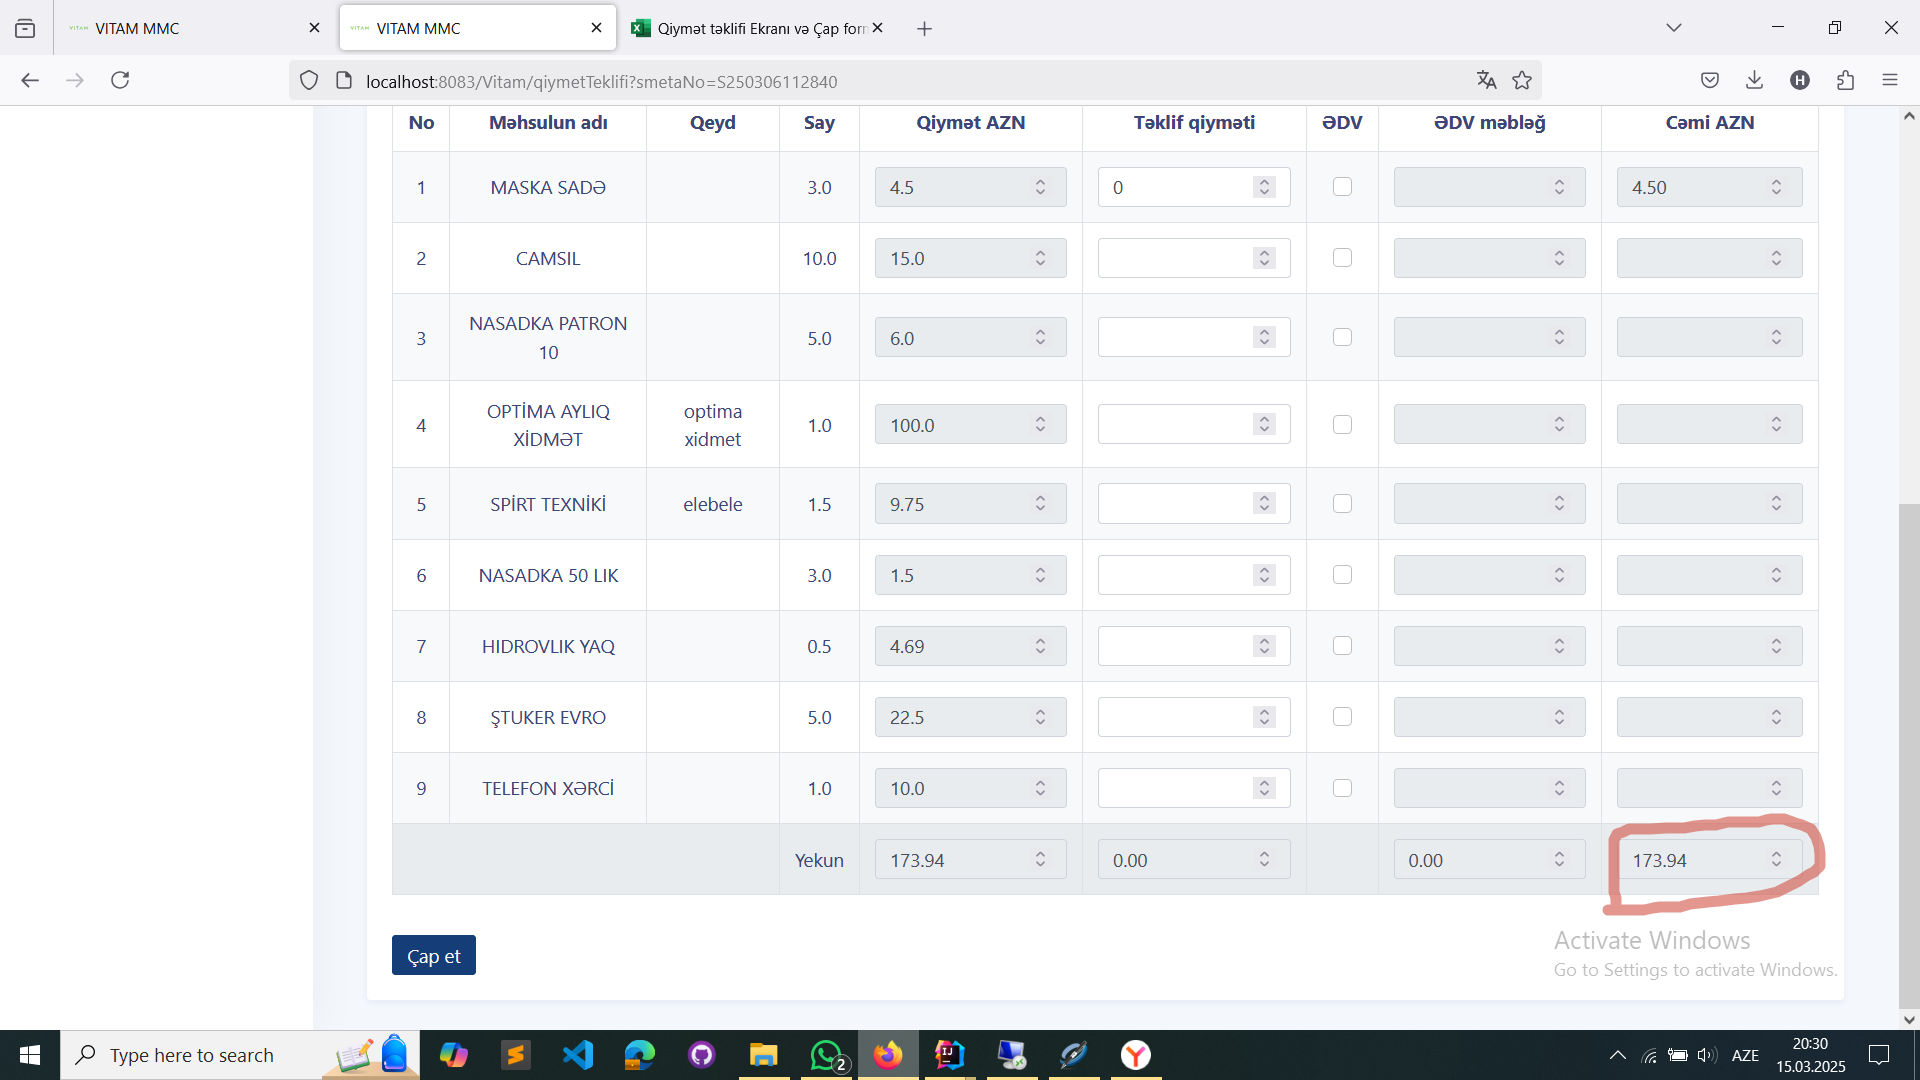 VITAM MMC
VITAM MMC
Qiymət təklifi Ekranı və Çap forr
localhost:8083/Vitam/qiymetTeklifi?smetaNo=S250306112840
No Məhsulun adı Qeyd Say Qiymət AZN Təklif qiyməti ƏDV ƏDV məbləğ Cəmi AZN
1 MASKA SADƏ 3.0 4.5 0 4.50
2 CAMSIL 10.0 15.0
3 NASADKA PATRON 10 5.0 6.0
4 OPTİMA AYLIQ XİDMƏT optima xidmet 1.0 100.0
5 SPİRT TEXNİKİ elebele 1.5 9.75
6 NASADKA 50 LIK 3.0 1.5
7 HIDROVLIK YAQ 0.5 4.69
8 ŞTUKER EVRO 5.0 22.5
9 TELEFON XƏRCİ 1.0 10.0
Yekun 173.94 0.00 0.00 173.94
Çap et
Activate Windows
Go to Settings to activate Windows.
Type here to search
2
AZE
20:30
15.03.2025